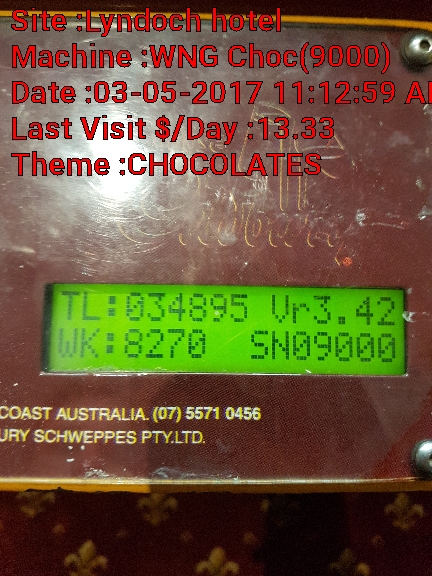 Site :Lyndoch hotel
Machine :WNG Choc(9000)
Date :03-05-2017 11:12:59 A
Last Visit $/Day :13.33
Theme :CHOCOLATES
TL:034895 Vr3.42
WK:8270 SN09000
COAST AUSTRALIA. (07) 5571 0456
URY SCHWEPPES PTY.LTD.